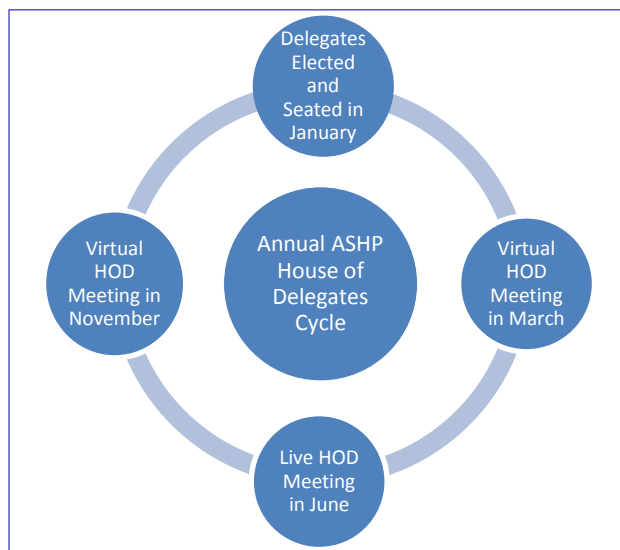 Delegates
Elected
and
Seated in
January
Virtual
HOD
Meeting in
November
Annual ASHP
House of
Delegates
Cycle
Virtual
HOD
Meeting
in March
Live HOD
Meeting
in June